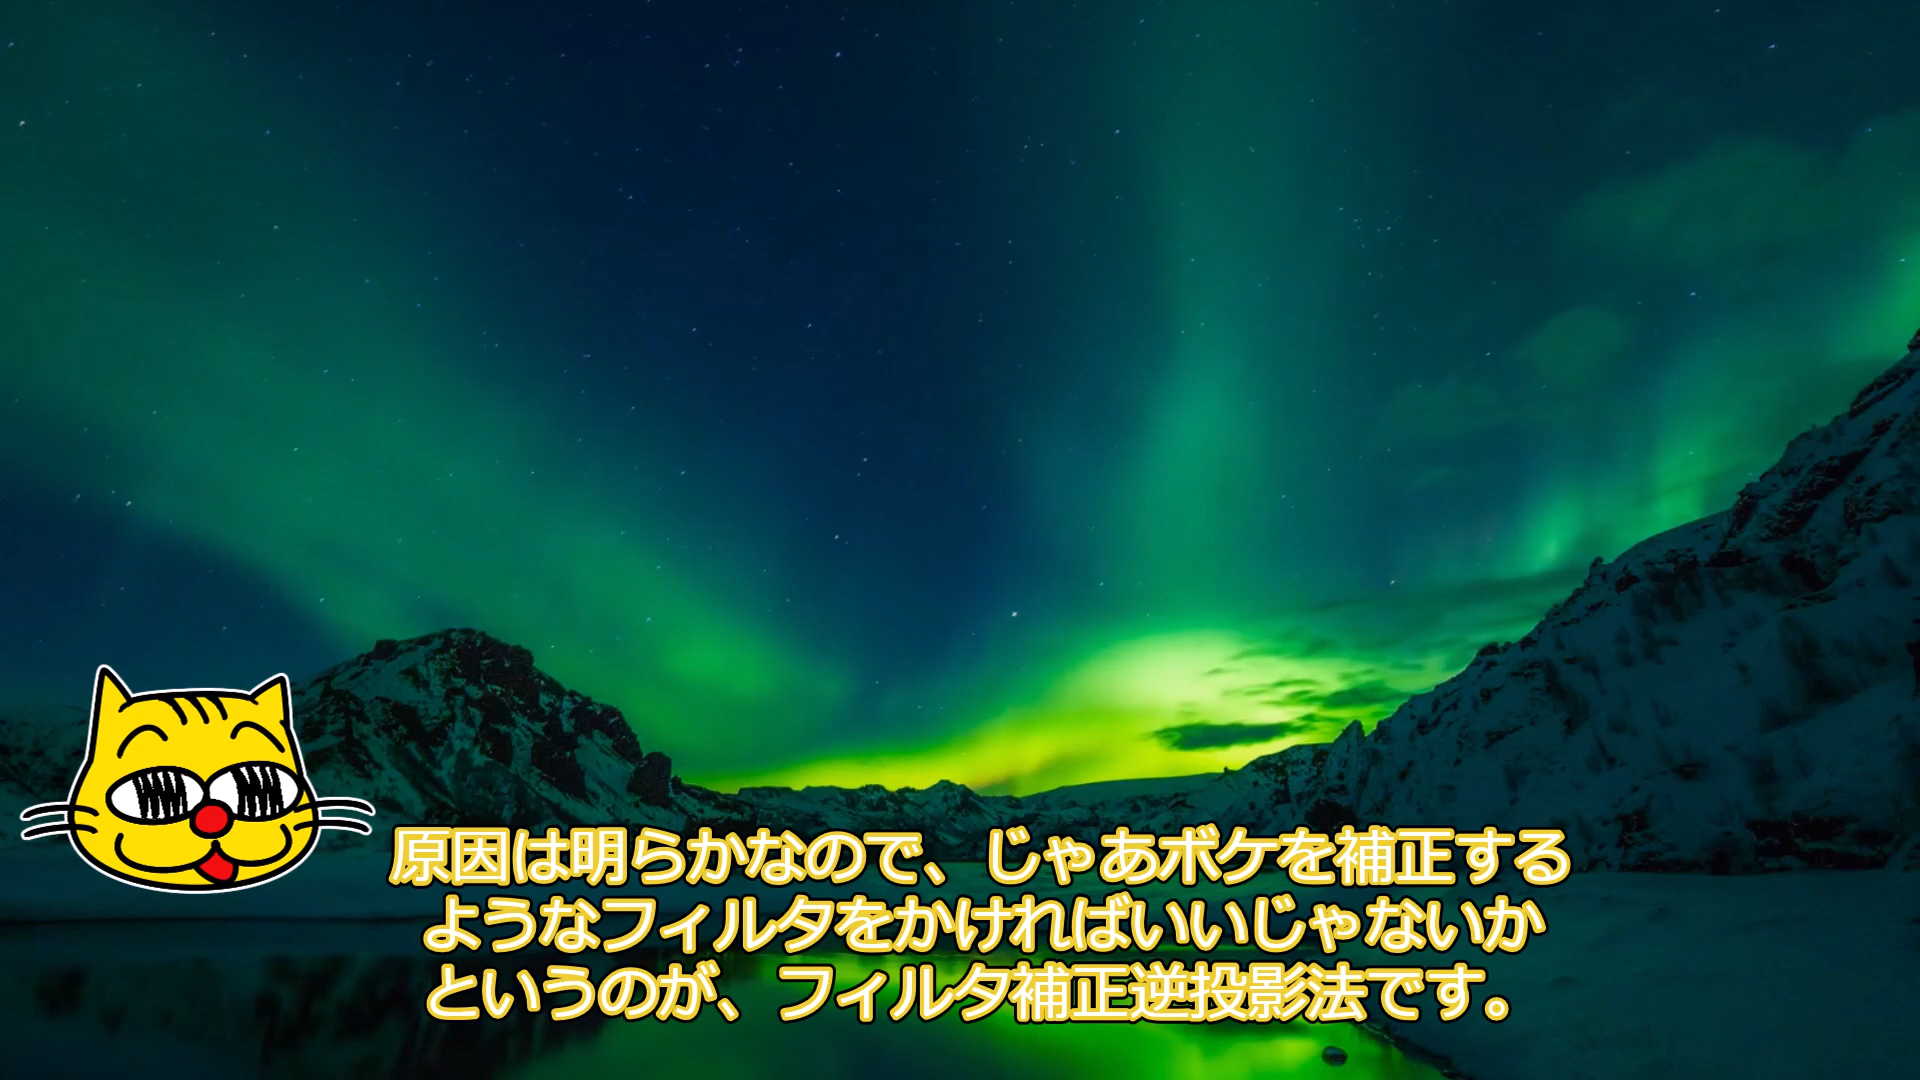 原因は明らかなので、じゃあボケを補正する
ようなフィルタをかければいいじゃないか
というのが、フィルタ補正逆投影法です。